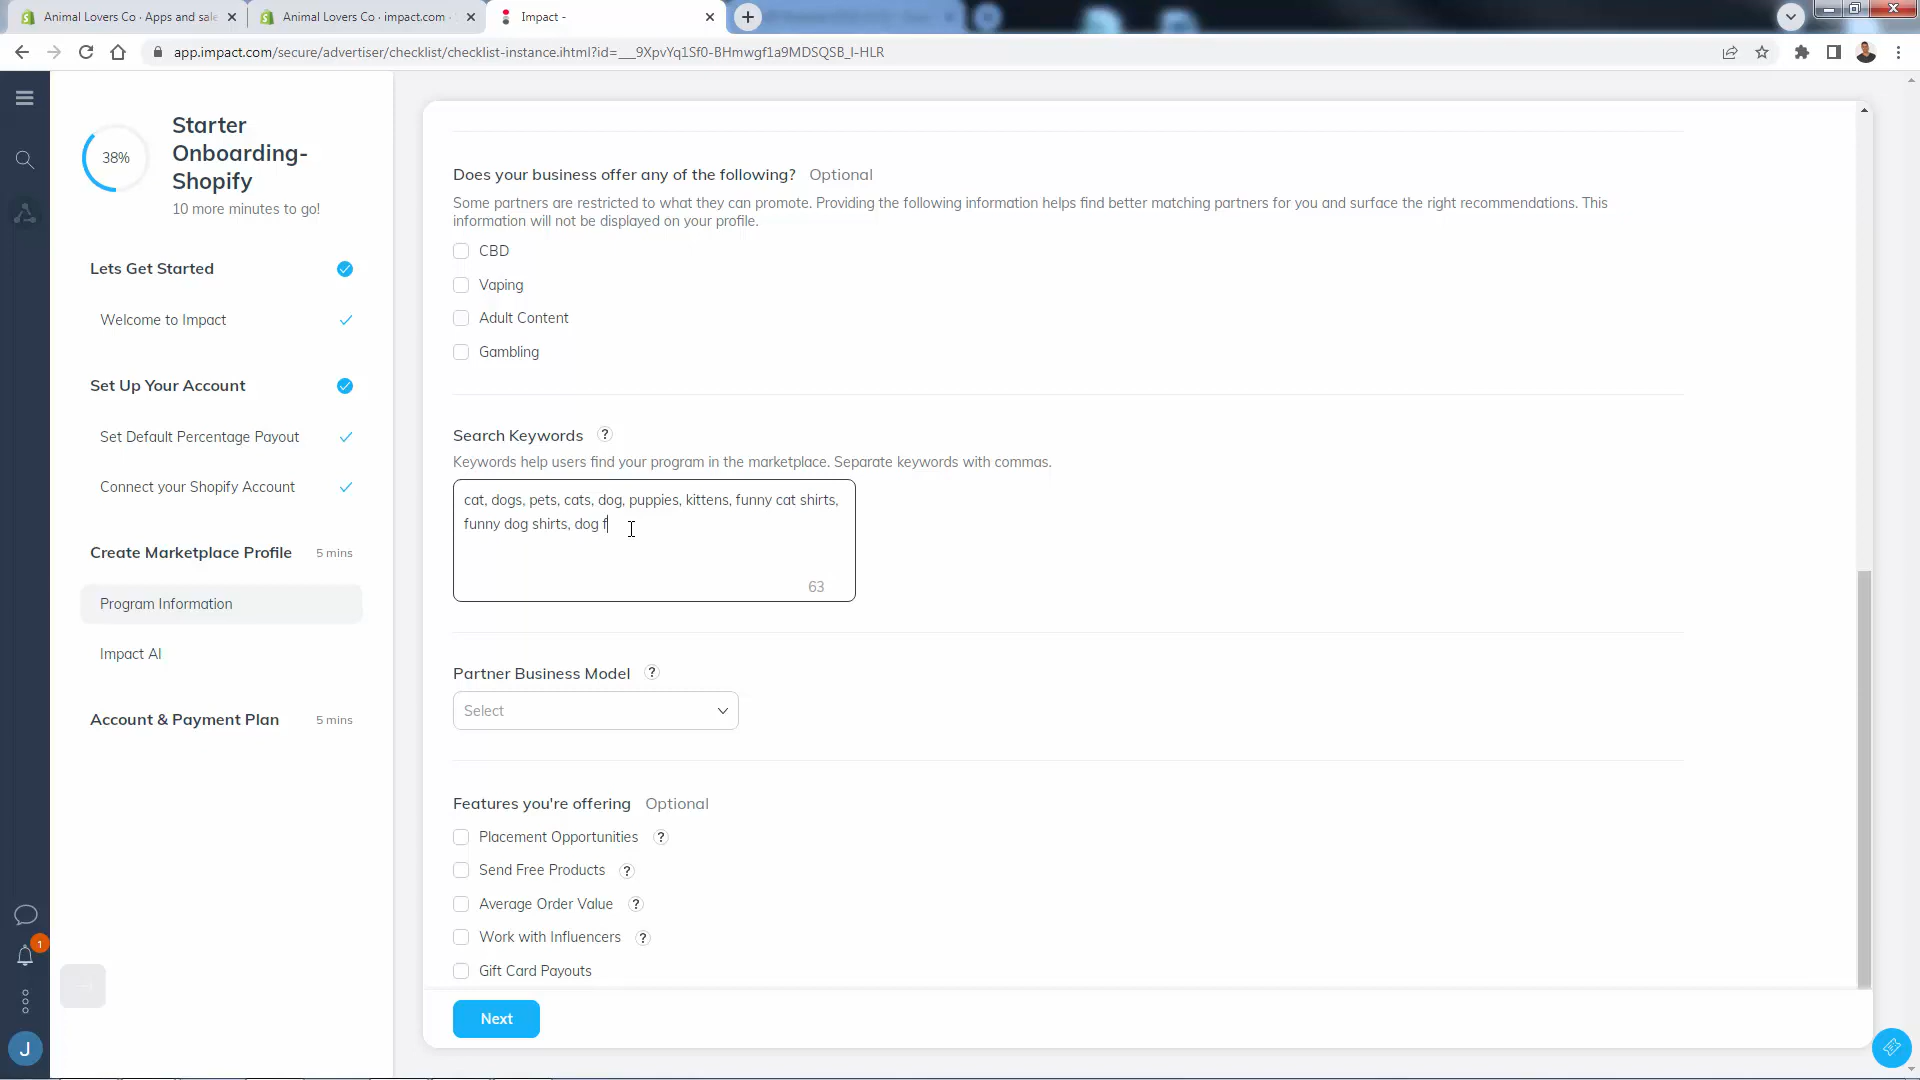 Animal Lovers Co · Apps and sale
Animal Lovers Co · impact.com ·
Impact -
app.impact.com/secure/advertiser/checklist/checklist-instance.ihtml?id=___9XpvYq1Sf0-BHmwgf1a9MDSQSB_I-HLR
38%
Starter
Onboarding-
Shopify
10 more minutes to go!
Lets Get Started
Welcome to Impact
Set Up Your Account
Set Default Percentage Payout
Connect your Shopify Account
Create Marketplace Profile 5 mins
Program Information
Impact AI
Account & Payment Plan 5 mins
1
J
Does your business offer any of the following? Optional
Some partners are restricted to what they can promote. Providing the following information helps find better matching partners for you and surface the right recommendations. This
information will not be displayed on your profile.
CBD
Vaping
Adult Content
Gambling
Search Keywords ?
Keywords help users find your program in the marketplace. Separate keywords with commas.
cat, dogs, pets, cats, dog, puppies, kittens, funny cat shirts,
funny dog shirts, dog f
63
Partner Business Model ?
Select
Features you're offering Optional
Placement Opportunities ?
Send Free Products ?
Average Order Value ?
Work with Influencers ?
Gift Card Payouts
Next